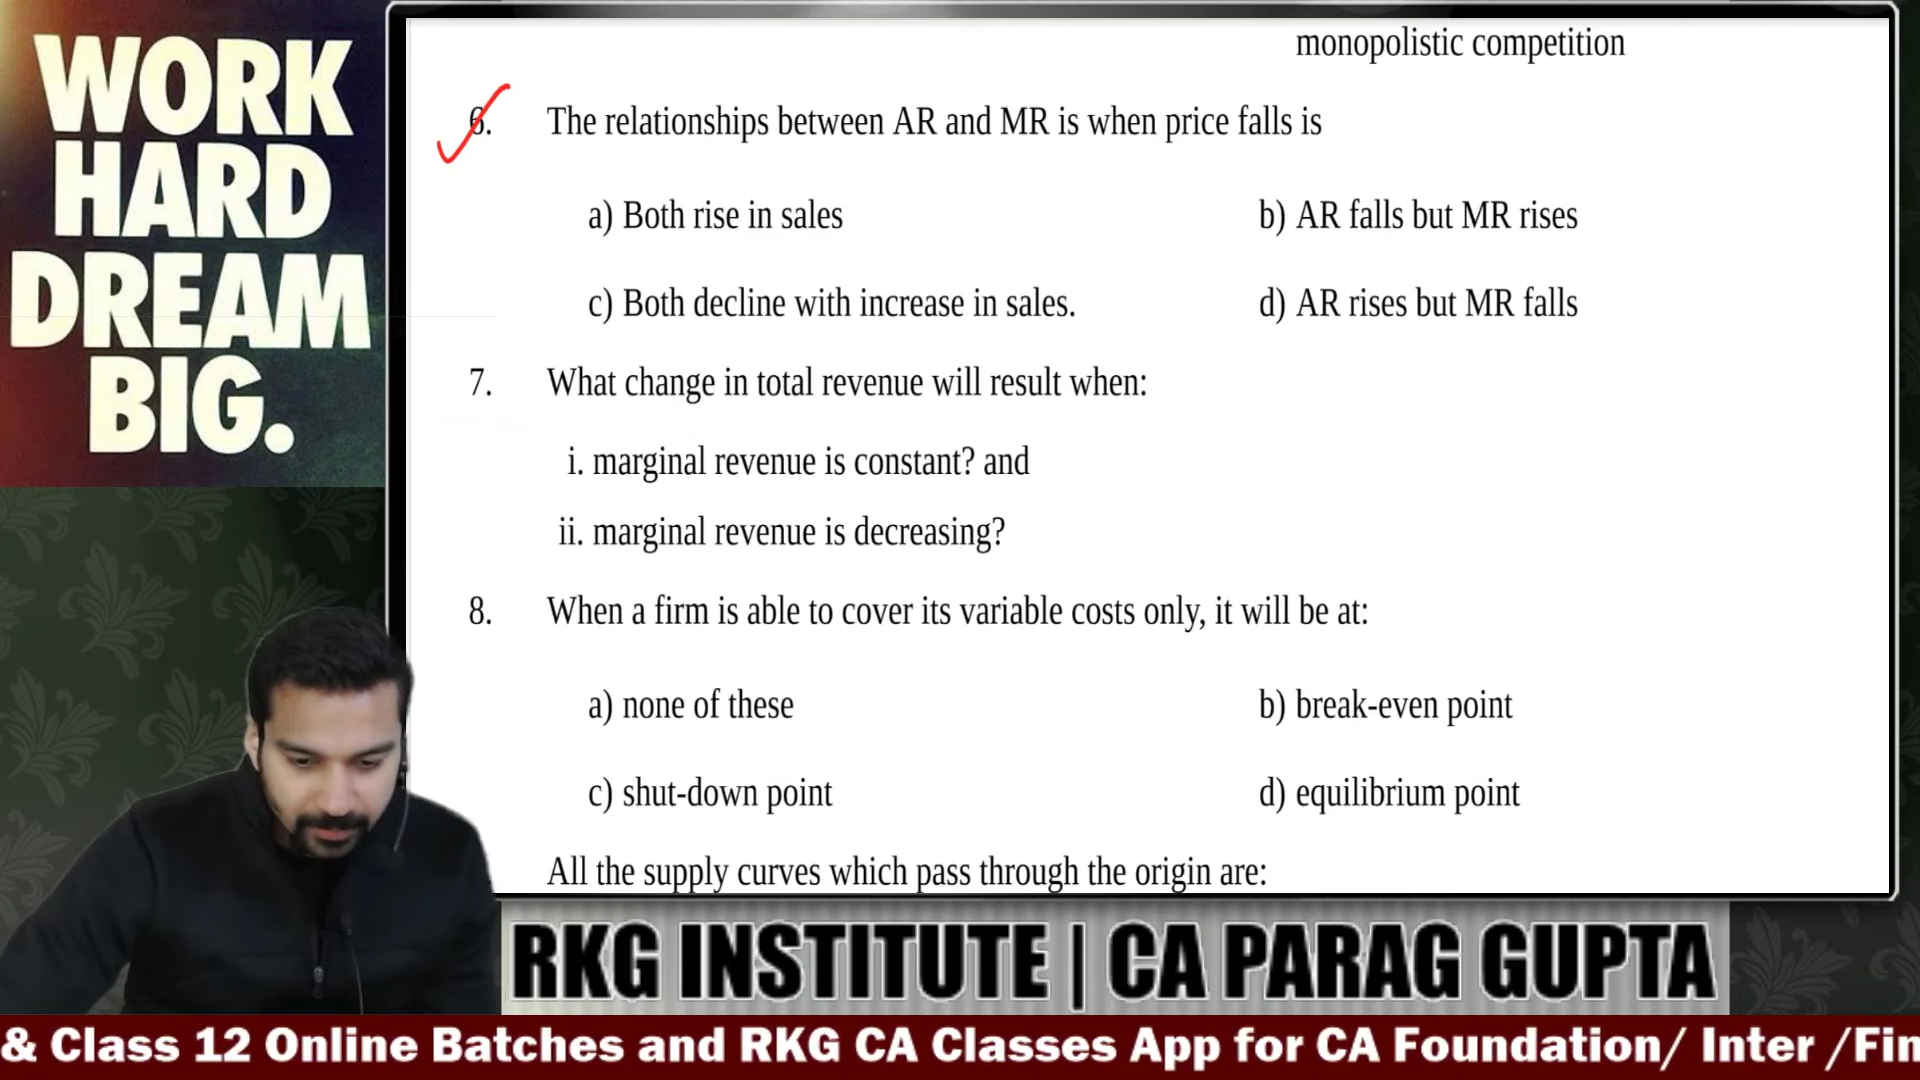 WORK
HARD
DREAM
BIG.
monopolistic competition
6. The relationships between AR and MR is when price falls is
a) Both rise in sales
b) AR falls but MR rises
c) Both decline with increase in sales.
d) AR rises but MR falls
7. What change in total revenue will result when:
i. marginal revenue is constant? and
ii. marginal revenue is decreasing?
8. When a firm is able to cover its variable costs only, it will be at:
a) none of these
b) break-even point
c) shut-down point
d) equilibrium point
All the supply curves which pass through the origin are:
RKG INSTITUTE | CA PARAG GUPTA
& Class 12 Online Batches and RKG CA Classes App for CA Foundation/ Inter /Fin